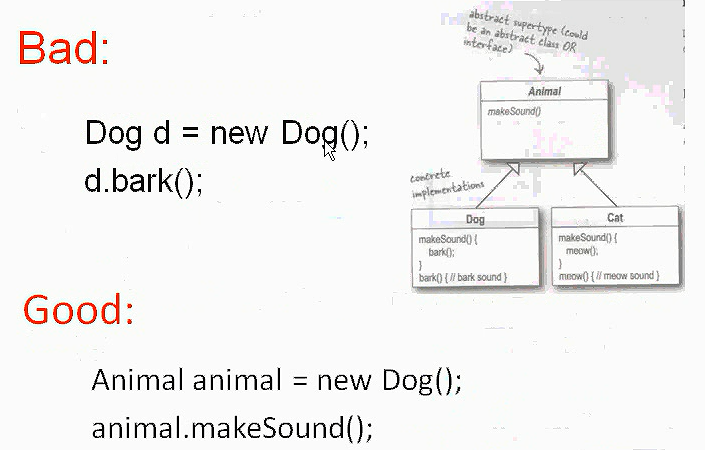 Bad:
Dog d = new Dog();
d.bark();
abstract supertype (could
be an abstract class OR
interface)
Animal
makeSound()
concrete
implementations
Dog
makeSound() {
bark();
}
bark() { // bark sound }
Cat
makeSound() {
meow();
}
meow() { // meow sound }
Good:
Animal animal = new Dog();
animal.makeSound();